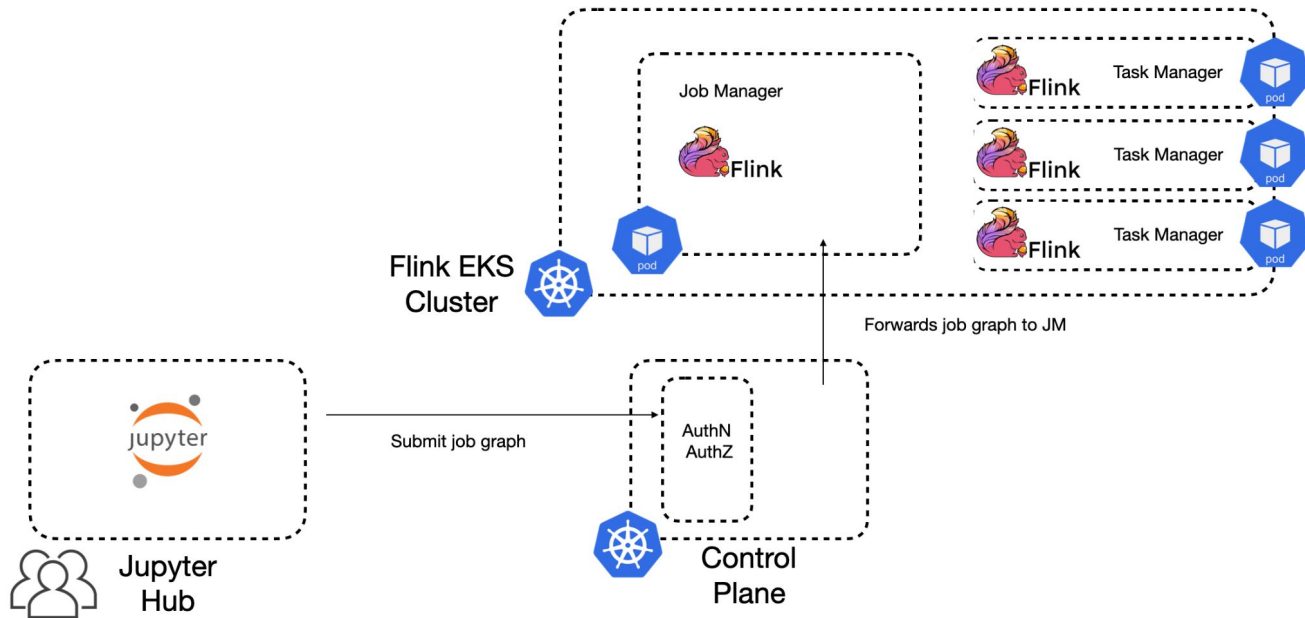 Job Manager
Flink
pod
Flink
Task Manager
pod
Flink
Task Manager
pod
Flink
Task Manager
pod
Flink EKS
Cluster
Forwards job graph to JM
jupyter
Submit job graph
AuthN
AuthZ
Jupyter
Hub
Control
Plane